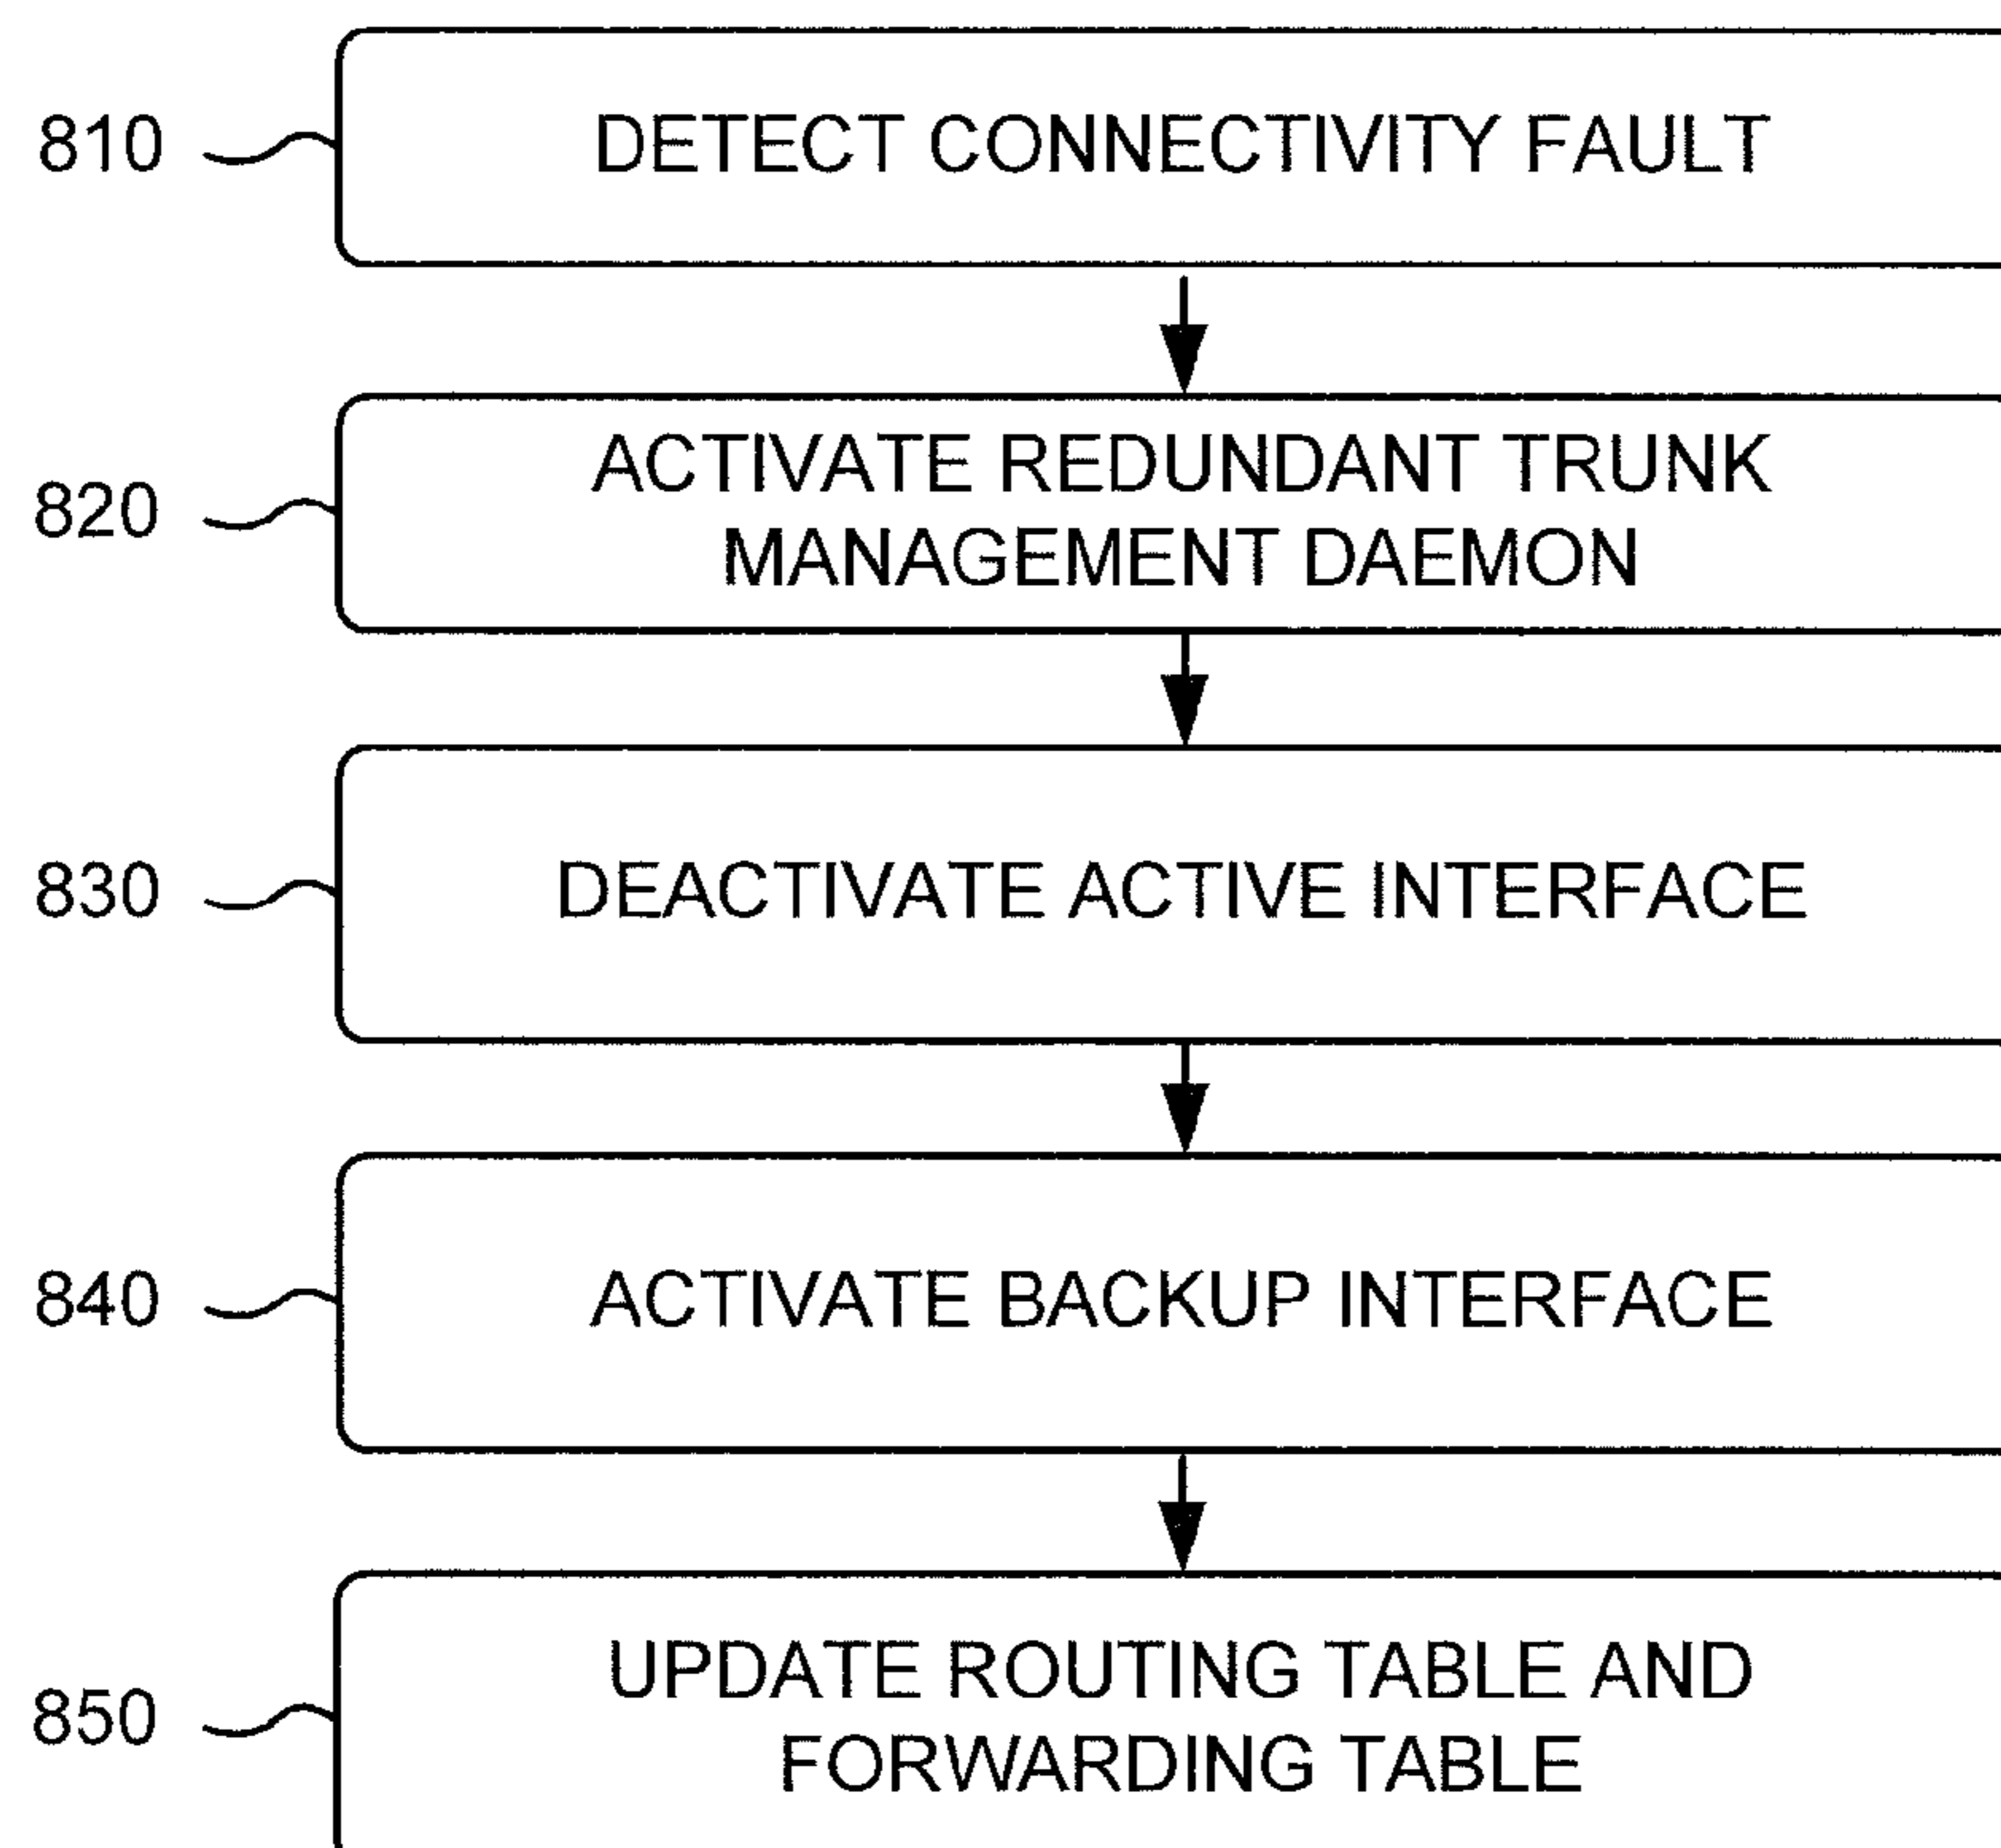 810
DETECT CONNECTIVITY FAULT
820
ACTIVATE REDUNDANT TRUNK
MANAGEMENT DAEMON
830
DEACTIVATE ACTIVE INTERFACE
840
ACTIVATE BACKUP INTERFACE
850
UPDATE ROUTING TABLE AND
FORWARDING TABLE